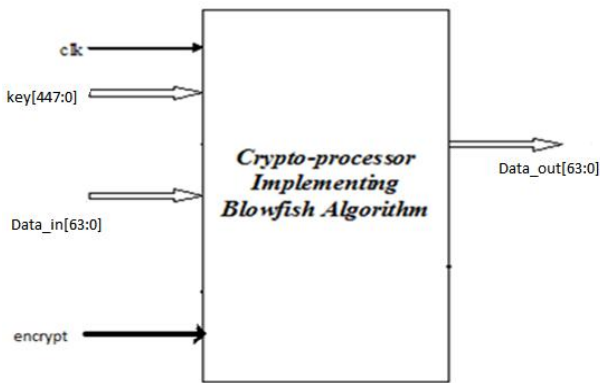 clk
key[447:0]
Data_in[63:0]
encrypt
Crypto-processor
Implementing
Blowfish Algorithm
Data_out[63:0]